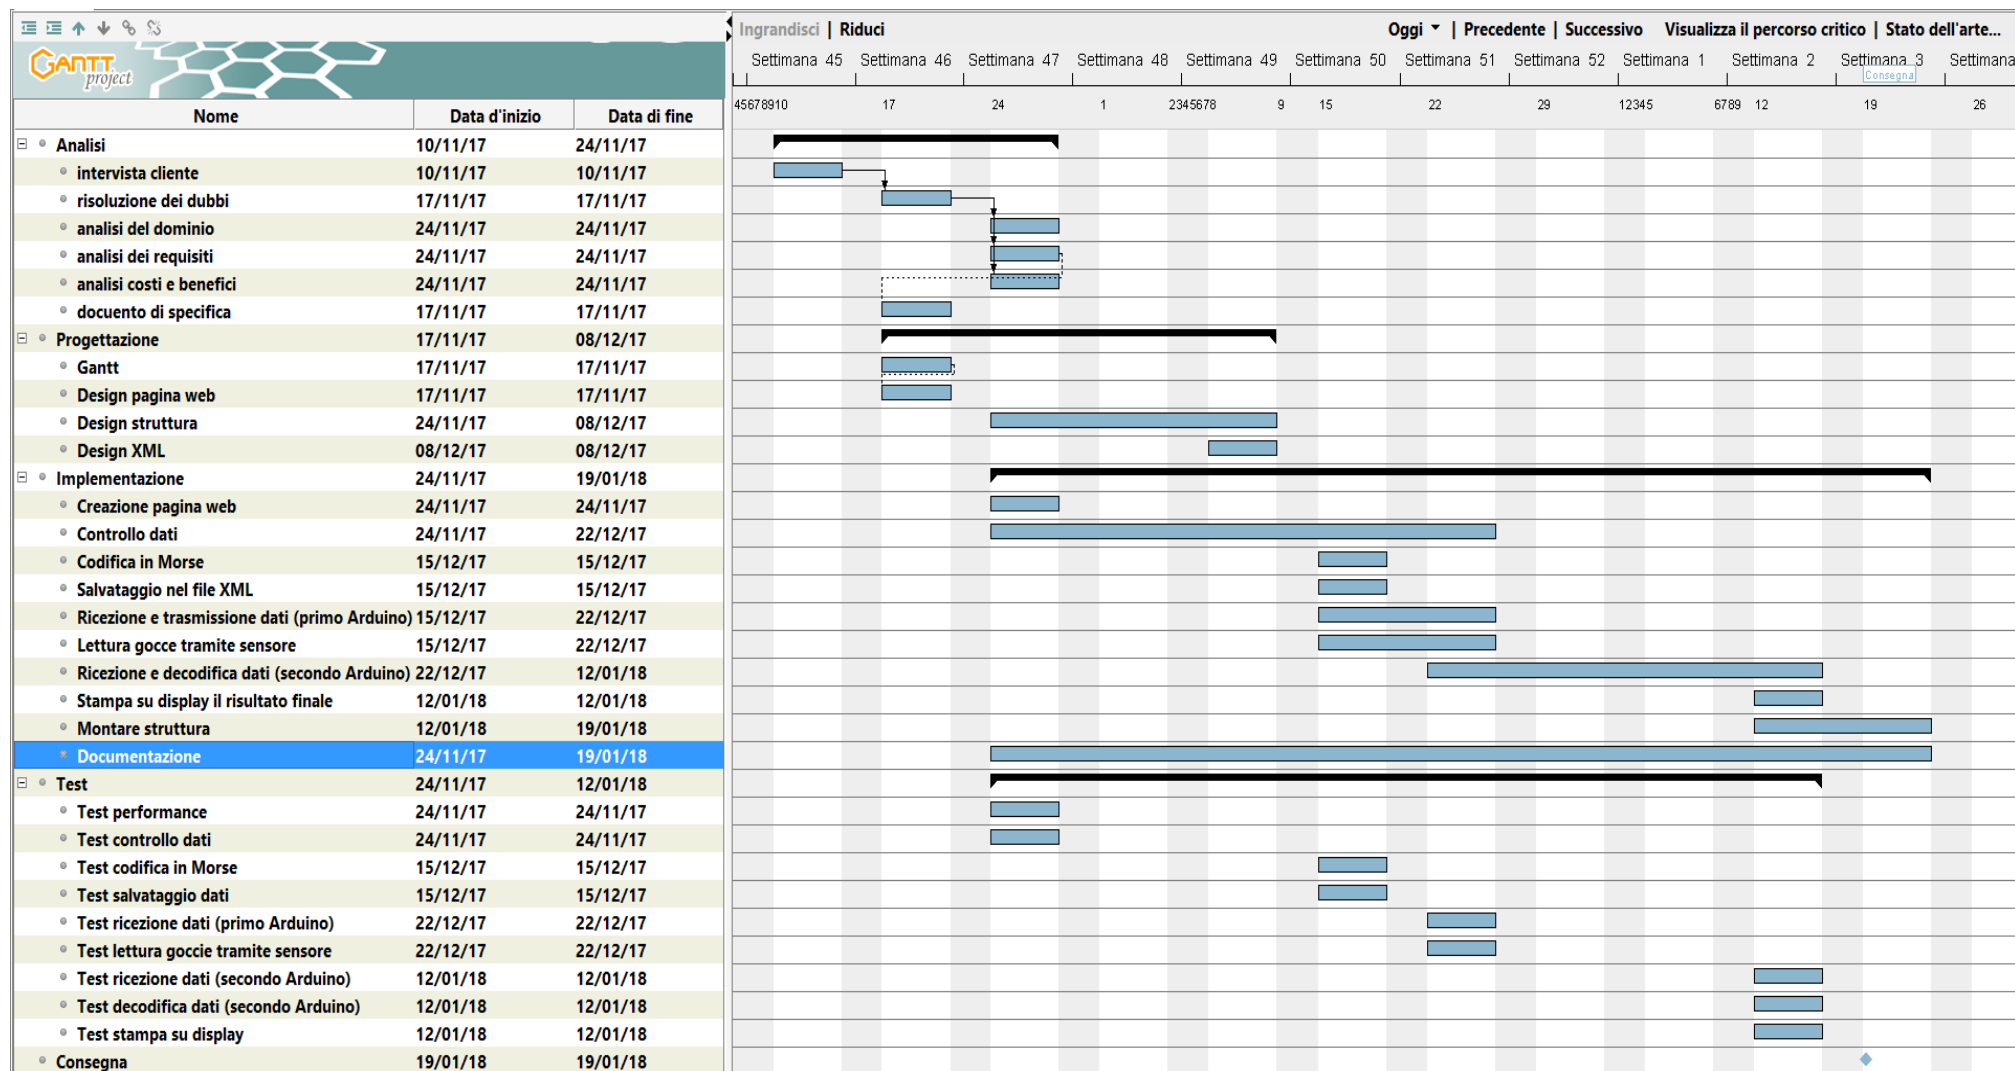 Ingrandisci | Riduci Oggi | Precedente | Successivo Visualizza il percorso critico | Stato dell'arte...
GANTT project
Settimana 45 Settimana 46 Settimana 47 Settimana 48 Settimana 49 Settimana 50 Settimana 51 Settimana 52 Settimana 1 Settimana 2 Settimana 3 Settimana
Consegna
45678910 17 24 1 2345678 9 15 22 29 12345 6789 12 19 26
Nome Data d'inizio Data di fine
Analisi 10/11/17 24/11/17
intervista cliente 10/11/17 10/11/17
risoluzione dei dubbi 17/11/17 17/11/17
analisi del dominio 24/11/17 24/11/17
analisi dei requisiti 24/11/17 24/11/17
analisi costi e benefici 24/11/17 24/11/17
docuento di specifica 17/11/17 17/11/17
Progettazione 17/11/17 08/12/17
Gantt 17/11/17 17/11/17
Design pagina web 17/11/17 17/11/17
Design struttura 24/11/17 08/12/17
Design XML 08/12/17 08/12/17
Implementazione 24/11/17 19/01/18
Creazione pagina web 24/11/17 24/11/17
Controllo dati 24/11/17 22/12/17
Codifica in Morse 15/12/17 15/12/17
Salvataggio nel file XML 15/12/17 15/12/17
Ricezione e trasmissione dati (primo Arduino) 15/12/17 22/12/17
Lettura gocce tramite sensore 15/12/17 22/12/17
Ricezione e decodifica dati (secondo Arduino) 22/12/17 12/01/18
Stampa su display il risultato finale 12/01/18 12/01/18
Montare struttura 12/01/18 19/01/18
Documentazione 24/11/17 19/01/18
Test 24/11/17 12/01/18
Test performance 24/11/17 24/11/17
Test controllo dati 24/11/17 24/11/17
Test codifica in Morse 15/12/17 15/12/17
Test salvataggio dati 15/12/17 15/12/17
Test ricezione dati (primo Arduino) 22/12/17 22/12/17
Test lettura goccie tramite sensore 22/12/17 22/12/17
Test ricezione dati (secondo Arduino) 12/01/18 12/01/18
Test decodifica dati (secondo Arduino) 12/01/18 12/01/18
Test stampa su display 12/01/18 12/01/18
Consegna 19/01/18 19/01/18